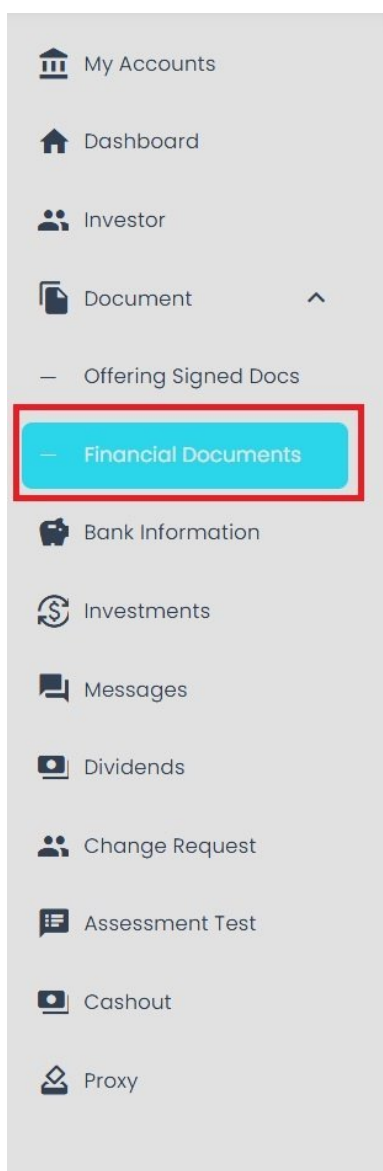 My Accounts
Dashboard
Investor
Document
Offering Signed Docs
Financial Documents
Bank Information
Investments
Messages
Dividends
Change Request
Assessment Test
Cashout
Proxy